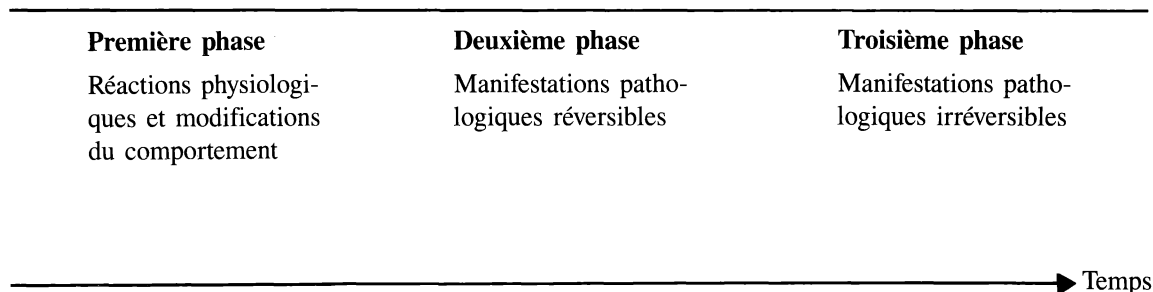 Première phase
Réactions physiologi-
ques et modifications
du comportement
Deuxième phase
Manifestations patho-
logiques réversibles
Troisième phase
Manifestations patho-
logiques irréversibles
Temps